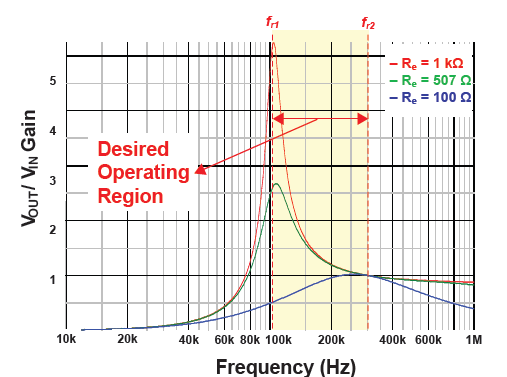 fr1 fr2
– Re = 1 kΩ
– Re = 507 Ω
– Re = 100 Ω
5
4
3
2
1
VOUT/ VIN Gain
Desired
Operating
Region
10k 20k 40k 60k 80k 100k 200k 400k 600k 1M
Frequency (Hz)